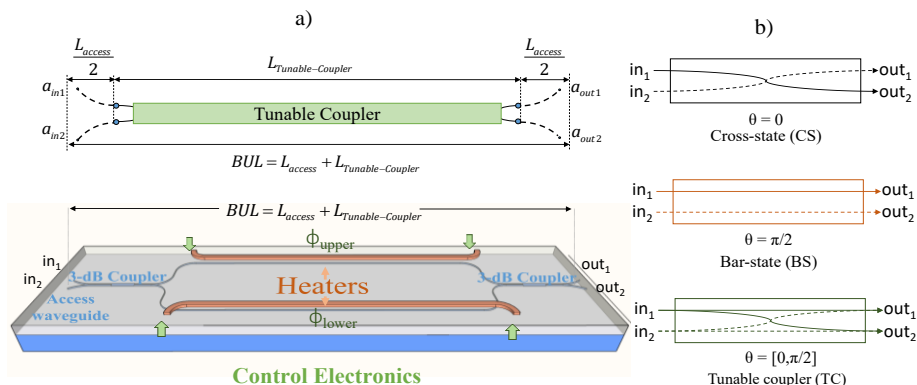 a)
L_access/2
L_Tunable-Coupler
L_access/2
a_in1
a_out1
Tunable Coupler
a_in2
a_out2
BUL = L_access + L_Tunable-Coupler
BUL = L_access + L_Tunable-Coupler
ϕ_upper
in₁
in₂
3-dB Coupler
3-dB Coupler
out₁
out₂
Heaters
Access
waveguide
ϕ_lower
Control Electronics
b)
in₁
out₁
in₂
out₂
θ = 0
Cross-state (CS)
in₁
out₁
in₂
out₂
θ = π/2
Bar-state (BS)
in₁
out₁
in₂
out₂
θ = [0,π/2]
Tunable coupler (TC)